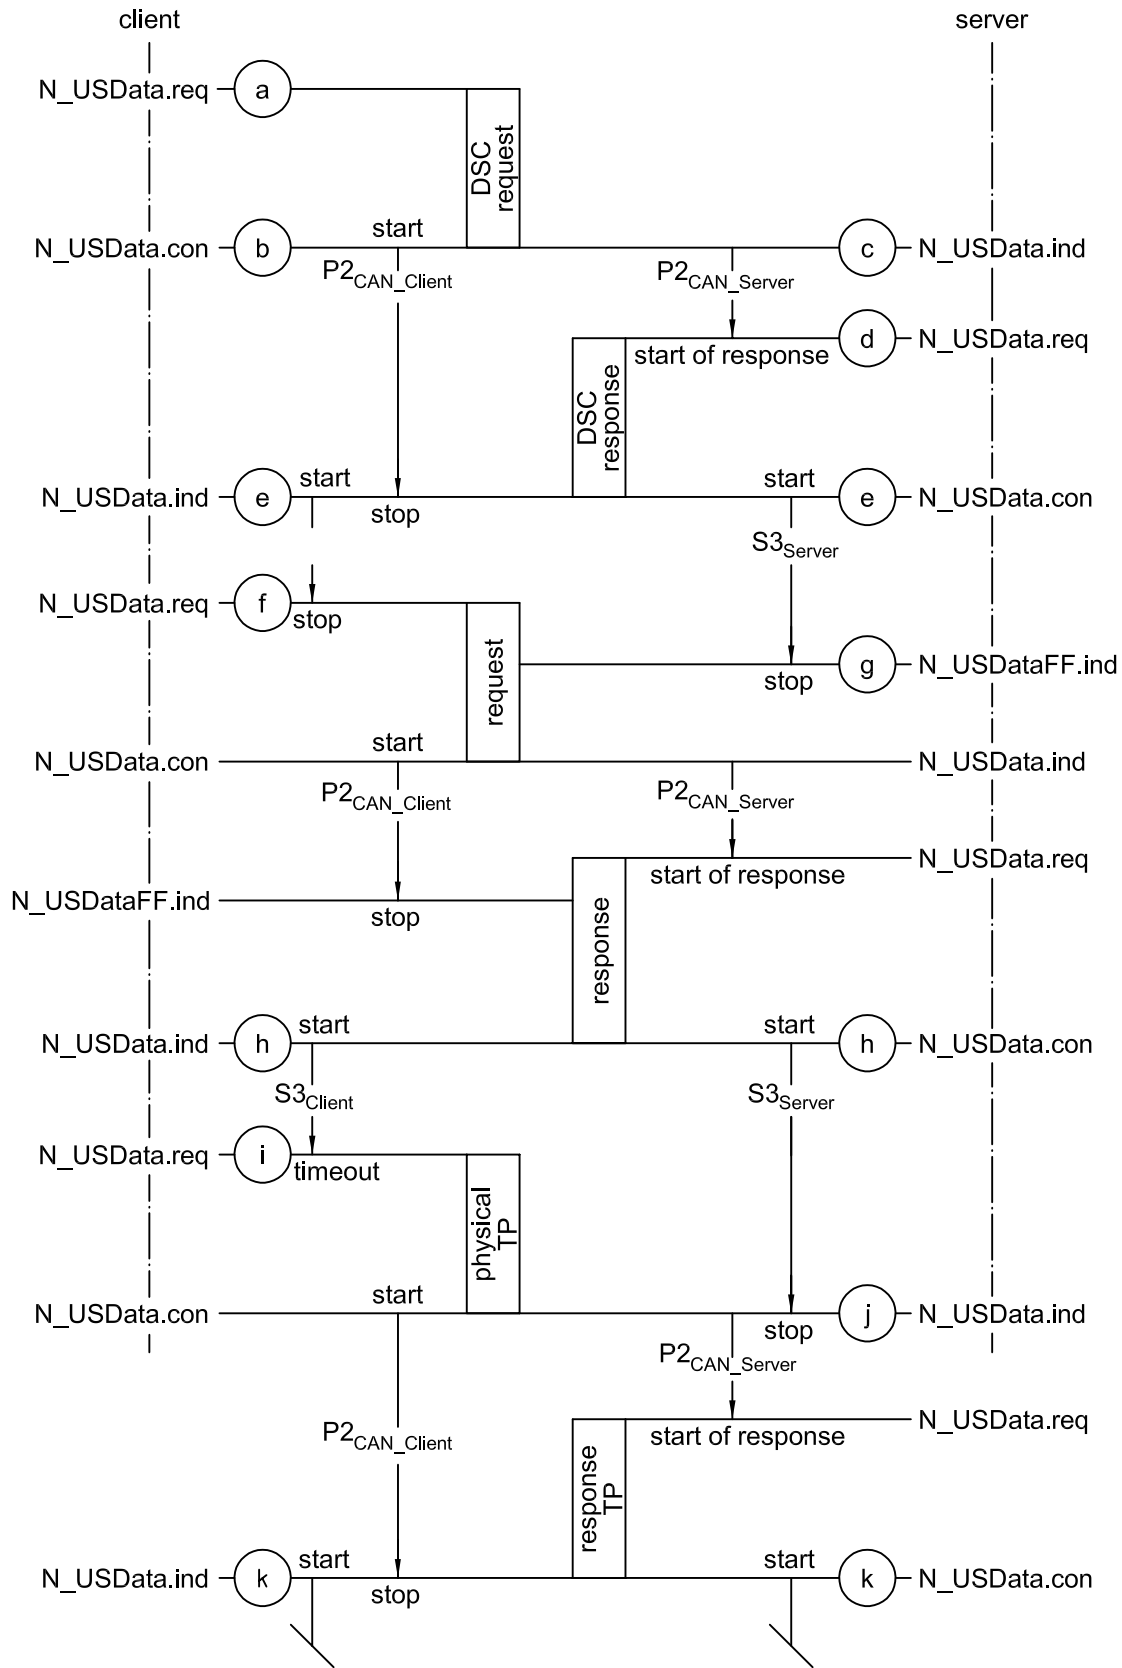 client
server
N_USData.req
a
DSC
request
N_USData.con
b
start
c
N_USData.ind
P2CAN_Client
P2CAN_Server
d
N_USData.req
start of response
DSC
response
N_USData.ind
e
start
start
e
N_USData.con
stop
S3Server
N_USData.req
f
stop
request
stop
g
N_USDataFF.ind
N_USData.con
start
N_USData.ind
P2CAN_Client
P2CAN_Server
N_USData.req
start of response
N_USDataFF.ind
stop
response
N_USData.ind
h
start
start
h
N_USData.con
S3Client
S3Server
N_USData.req
i
timeout
physical
TP
N_USData.con
start
stop
j
N_USData.ind
P2CAN_Server
P2CAN_Client
N_USData.req
start of response
response
TP
N_USData.ind
k
start
start
k
N_USData.con
stop